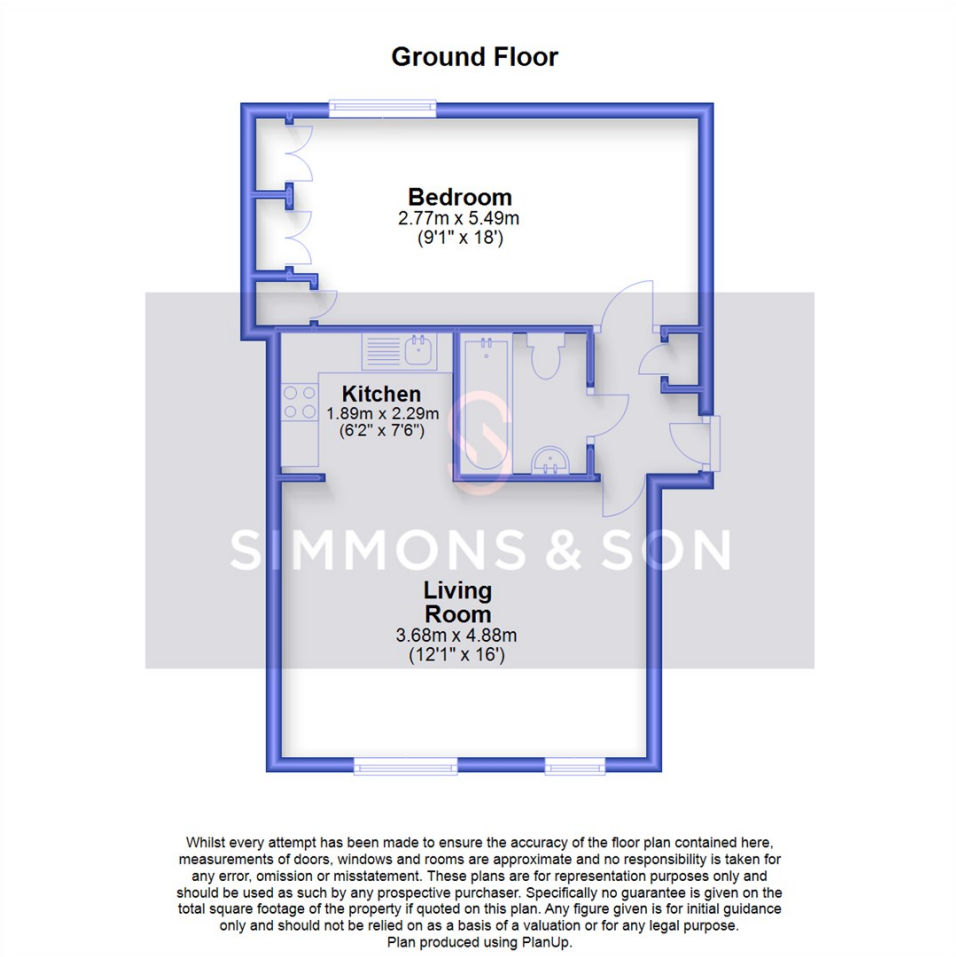 Ground Floor
Bedroom
2.77m x 5.49m
(9'1" x 18')
Kitchen
1.89m x 2.29m
(6'2" x 7'6")
SIMMONS & SON
Living
Room
3.68m x 4.88m
(12'1" x 16')
Whilst every attempt has been made to ensure the accuracy of the floor plan contained here,
measurements of doors, windows and rooms are approximate and no responsibility is taken for
any error, omission or misstatement. These plans are for representation purposes only and
should be used as such by any prospective purchaser. Specifically no guarantee is given on the
total square footage of the property if quoted on this plan. Any figure given is for initial guidance
only and should not be relied on as a basis of a valuation or for any legal purpose.
Plan produced using PlanUp.